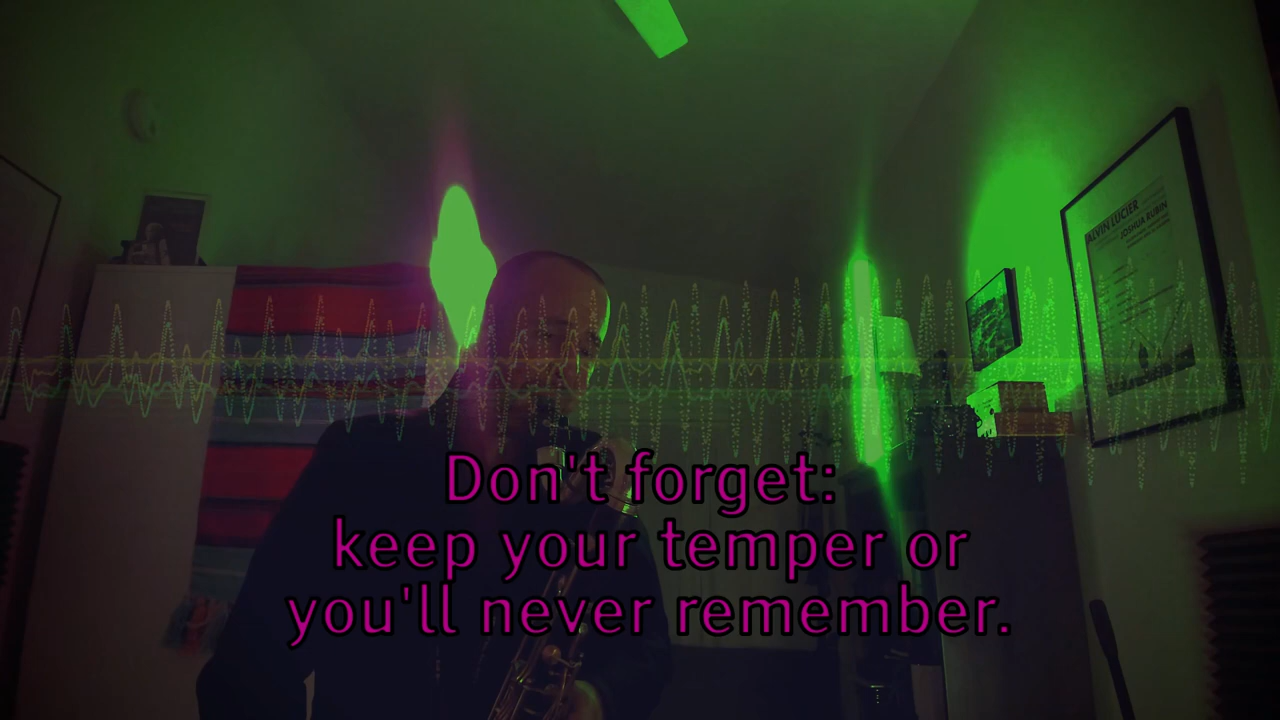 ALVIN LUCIER
JOSHUA RUBIN
Don't forget:
keep your temper or
you'll never remember.